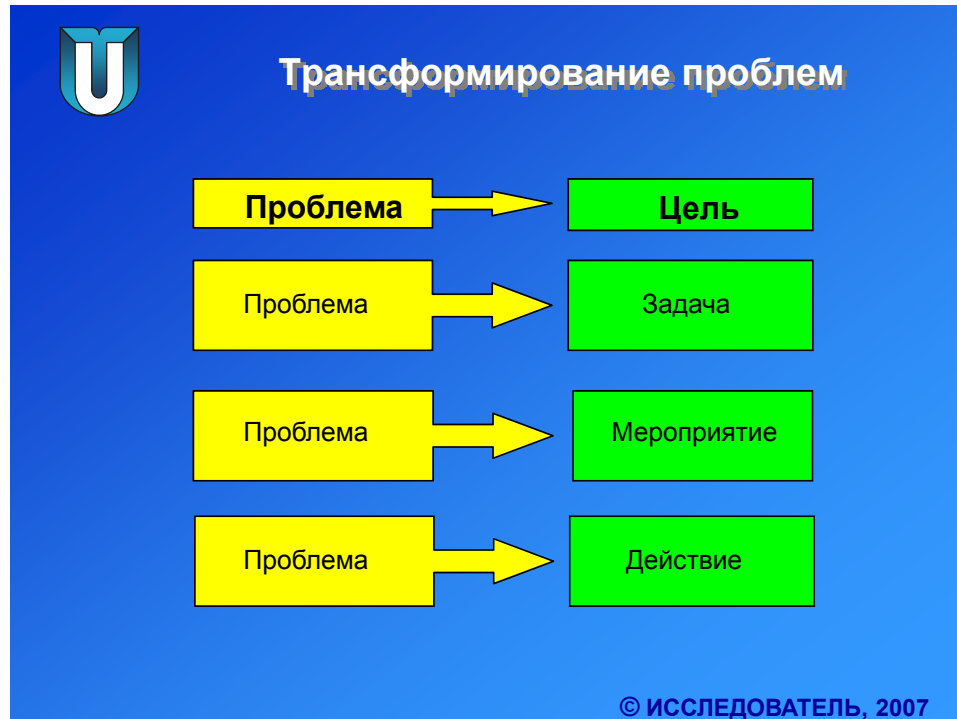 Трансформирование проблем
Проблема
Цель
Проблема
Задача
Проблема
Мероприятие
Проблема
Действие
© ИССЛЕДОВАТЕЛЬ, 2007